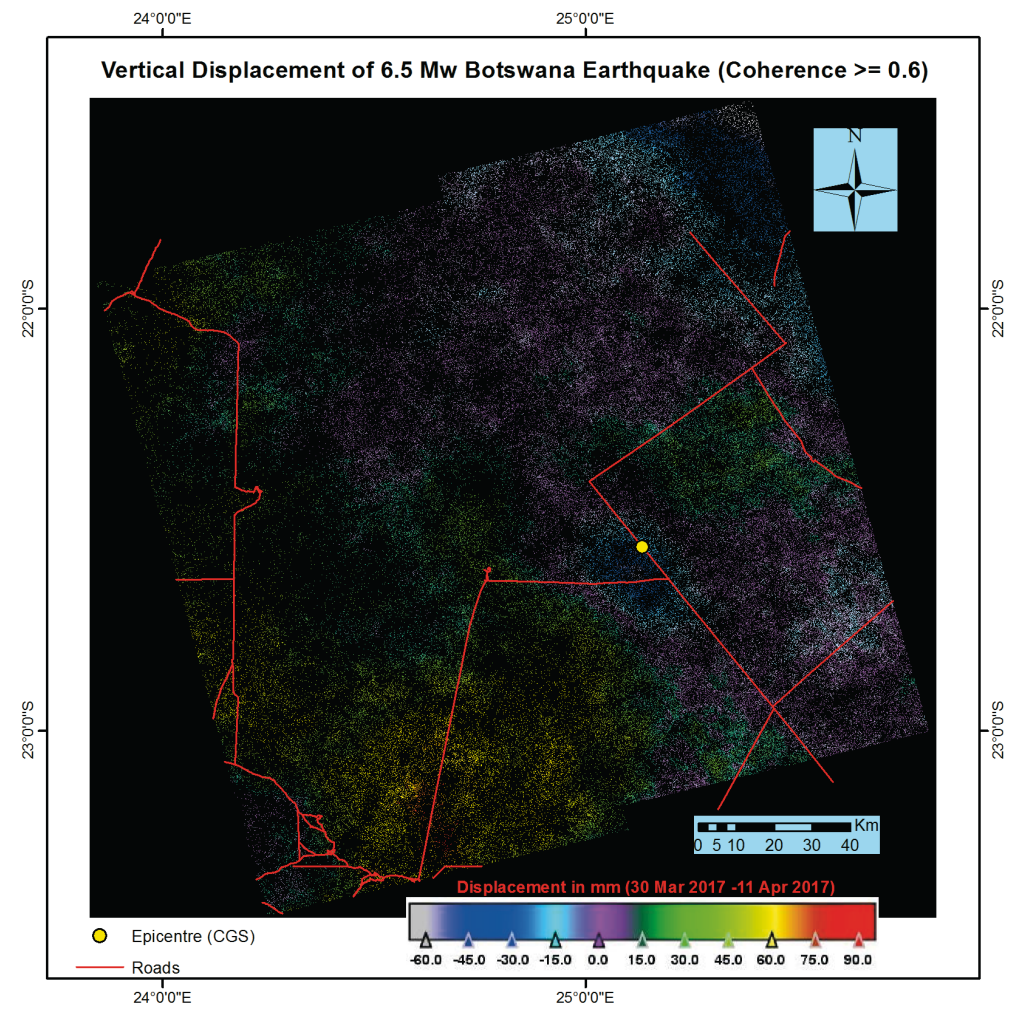 24°0'0"E 25°0'0"E
Vertical Displacement of 6.5 Mw Botswana Earthquake (Coherence >= 0.6)
N
22°0'0"S 22°0'0"S
23°0'0"S 23°0'0"S
Km
0 5 10 20 30 40
Displacement in mm (30 Mar 2017 -11 Apr 2017)
-60.0 -45.0 -30.0 -15.0 0.0 15.0 30.0 45.0 60.0 75.0 90.0
Epicentre (CGS)
Roads
24°0'0"E 25°0'0"E